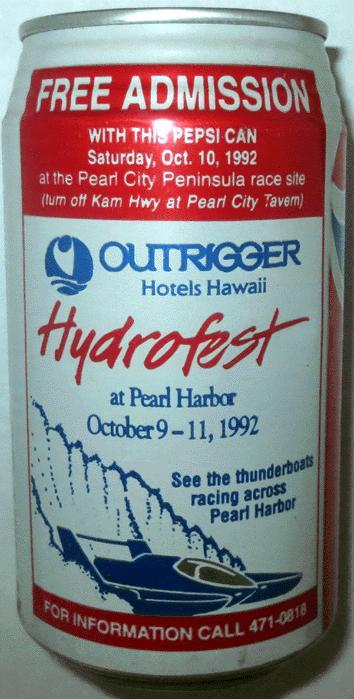 FREE ADMISSION
WITH THIS PEPSI CAN
Saturday, Oct. 10, 1992
at the Pearl City Peninsula race site
(turn off Kam Hwy at Pearl City Tavern)
OUTRIGGER
Hotels Hawaii
Hydrofest
at Pearl Harbor
October 9 – 11, 1992
See the thunderboats
racing across
Pearl Harbor
FOR INFORMATION CALL 471-0818